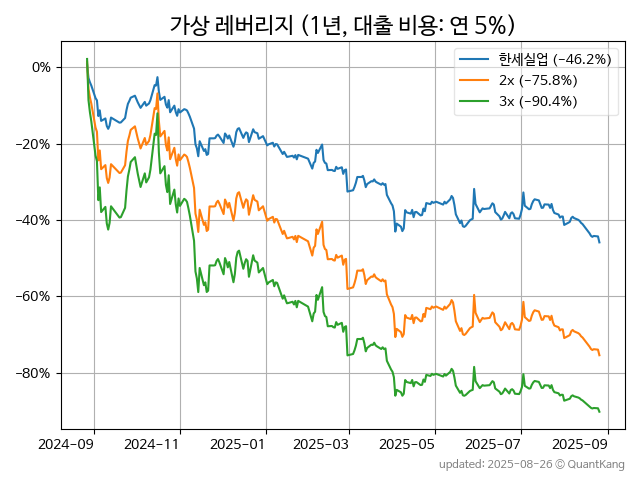 가상 레버리지 (1년, 대출 비용: 연 5%)
한세실업 (−46.2%)
2x (−75.8%)
3x (−90.4%)
0%
−20%
−40%
−60%
−80%
2024-09 2024-11 2025-01 2025-03 2025-05 2025-07 2025-09
updated: 2025-08-26 © QuantKang